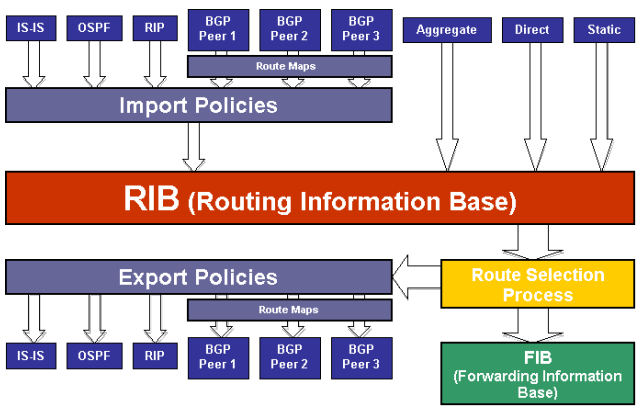 IS-IS
OSPF
RIP
BGP
Peer 1
BGP
Peer 2
BGP
Peer 3
Aggregate
Direct
Static
Route Maps
Import Policies
RIB (Routing Information Base)
Export Policies
Route Selection
Process
Route Maps
IS-IS
OSPF
RIP
BGP
Peer 1
BGP
Peer 2
BGP
Peer 3
FIB
(Forwarding Information
Base)